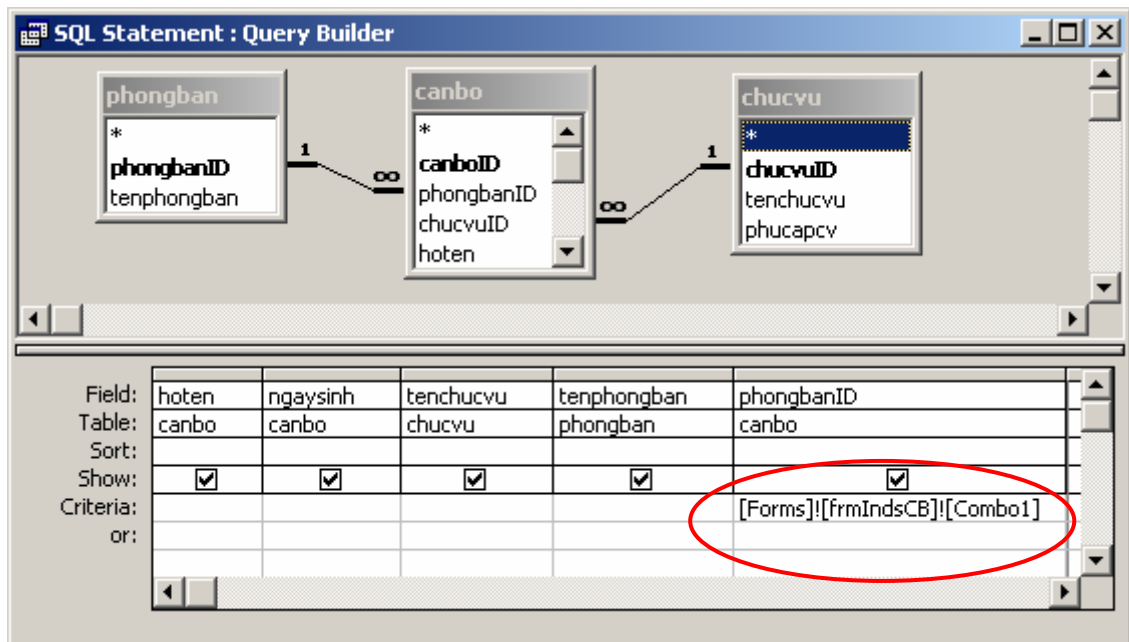 SQL Statement : Query Builder
phongban
*
phongbanID
tenphongban
1
∞
canbo
*
canboID
phongbanID
chucvuID
hoten
∞
1
chucvu
*
chucvuID
tenchucvu
phucapcv
Field: hoten ngaysinh tenchucvu tenphongban phongbanID
Table: canbo canbo chucvu phongban canbo
Sort:
Show:
Criteria: [Forms]![frmIndsCB]![Combo1]
or: